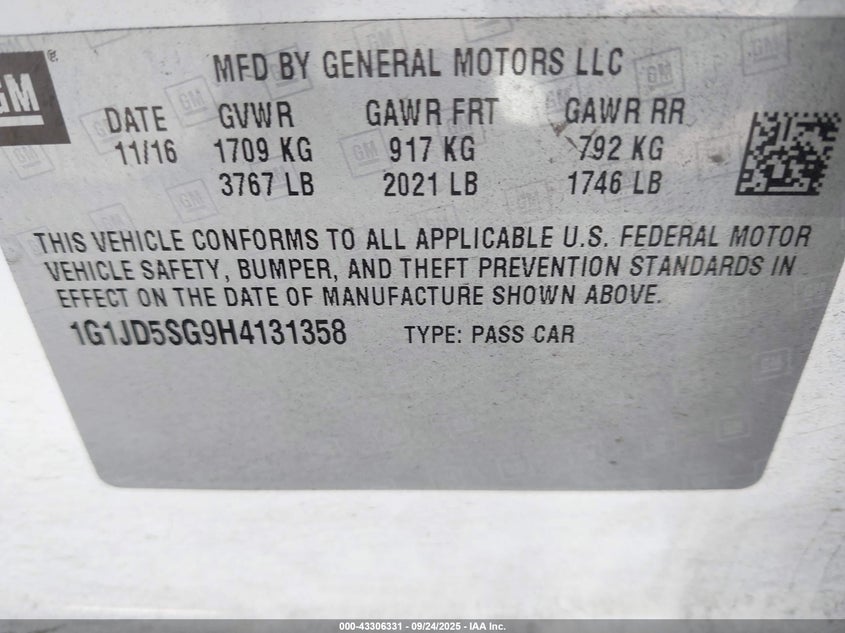 GM
MFD BY GENERAL MOTORS LLC
DATE GVWR GAWR FRT GAWR RR
11/16 1709 KG 917 KG 792 KG
3767 LB 2021 LB 1746 LB
THIS VEHICLE CONFORMS TO ALL APPLICABLE U.S. FEDERAL MOTOR
VEHICLE SAFETY, BUMPER, AND THEFT PREVENTION STANDARDS IN
EFFECT ON THE DATE OF MANUFACTURE SHOWN ABOVE.
1G1JD5SG9H4131358 TYPE: PASS CAR
000-43306331 - 09/24/2025 - IAA Inc.